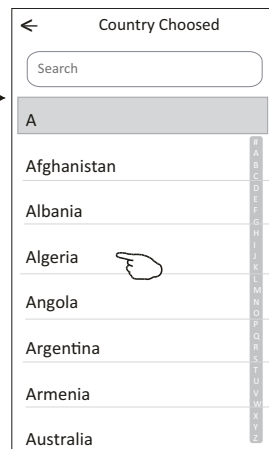 Country Choosed
Search
A
Afghanistan
Albania
Algeria
Angola
Argentina
Armenia
Australia
#
A
B
C
D
E
F
G
H
I
J
K
L
M
N
O
P
Q
R
S
T
U
V
W
X
Y
Z